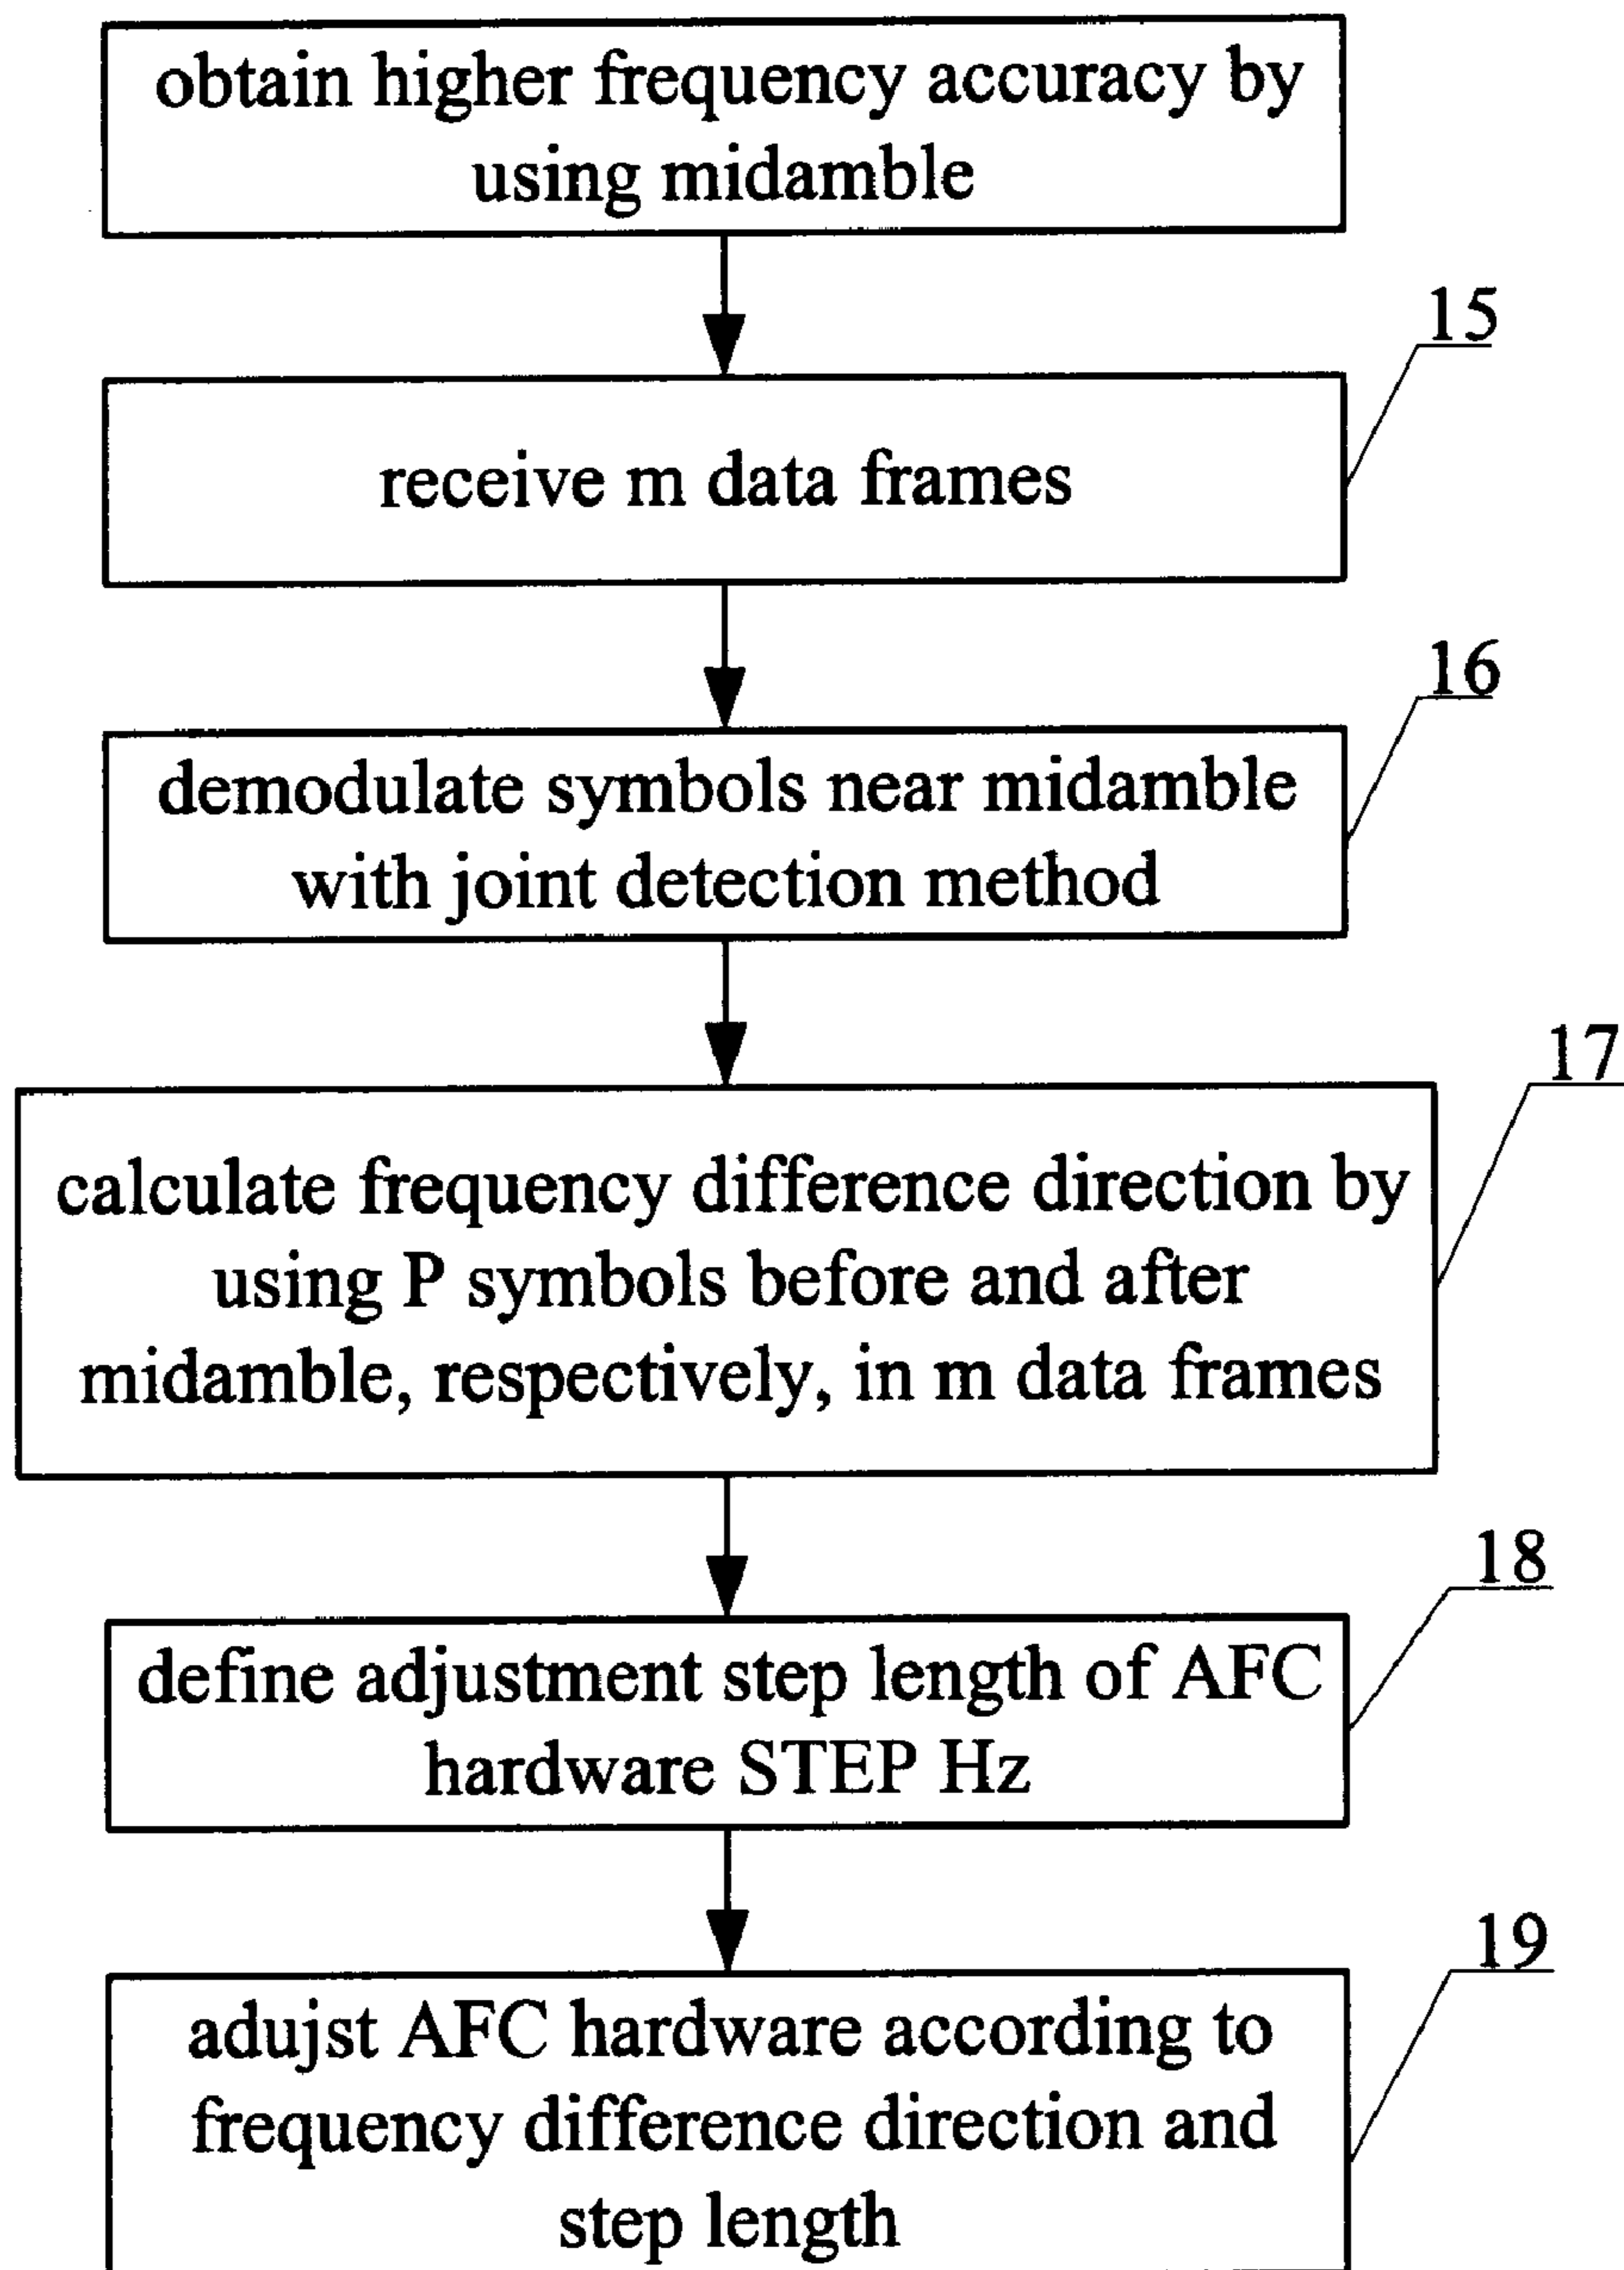 obtain higher frequency accuracy by
using midamble
15
receive m data frames
16
demodulate symbols near midamble
with joint detection method
17
calculate frequency difference direction by
using P symbols before and after
midamble, respectively, in m data frames
18
define adjustment step length of AFC
hardware STEP Hz
19
adujst AFC hardware according to
frequency difference direction and
step length